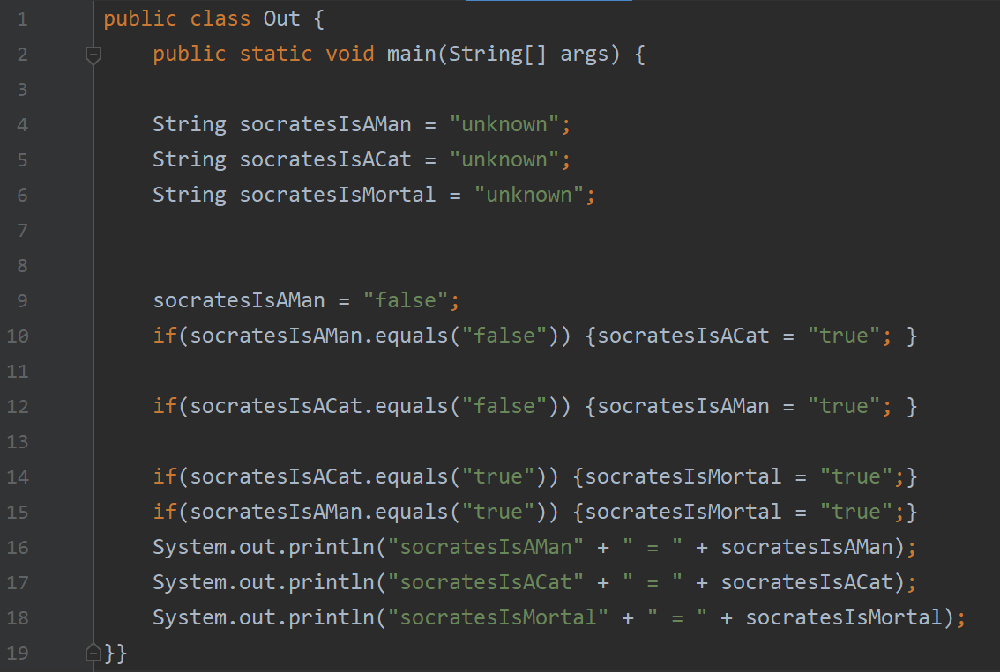 1 public class Out {
2 public static void main(String[] args) {
3
4 String socratesIsAMan = "unknown";
5 String socratesIsACat = "unknown";
6 String socratesIsMortal = "unknown";
7
8
9 socratesIsAMan = "false";
10 if(socratesIsAMan.equals("false")) {socratesIsACat = "true"; }
11
12 if(socratesIsACat.equals("false")) {socratesIsAMan = "true"; }
13
14 if(socratesIsACat.equals("true")) {socratesIsMortal = "true";}
15 if(socratesIsAMan.equals("true")) {socratesIsMortal = "true";}
16 System.out.println("socratesIsAMan" + " = " + socratesIsAMan);
17 System.out.println("socratesIsACat" + " = " + socratesIsACat);
18 System.out.println("socratesIsMortal" + " = " + socratesIsMortal);
19 }}